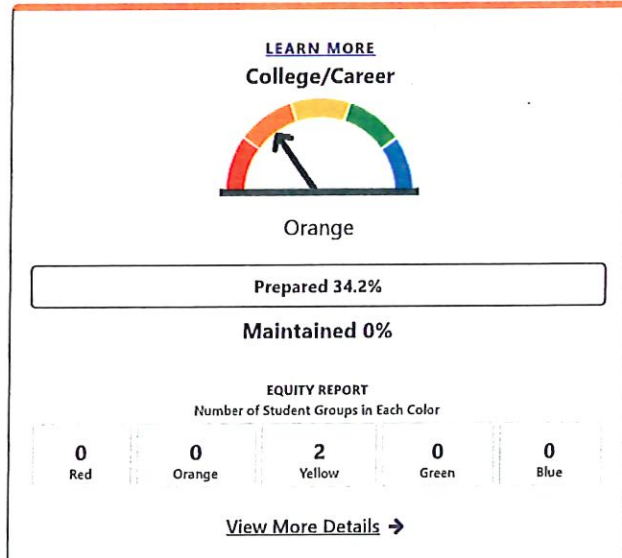 LEARN MORE
College/Career
Orange
Prepared 34.2%
Maintained 0%
EQUITY REPORT
Number of Student Groups in Each Color
0 0 2 0 0
Red Orange Yellow Green Blue
View More Details →